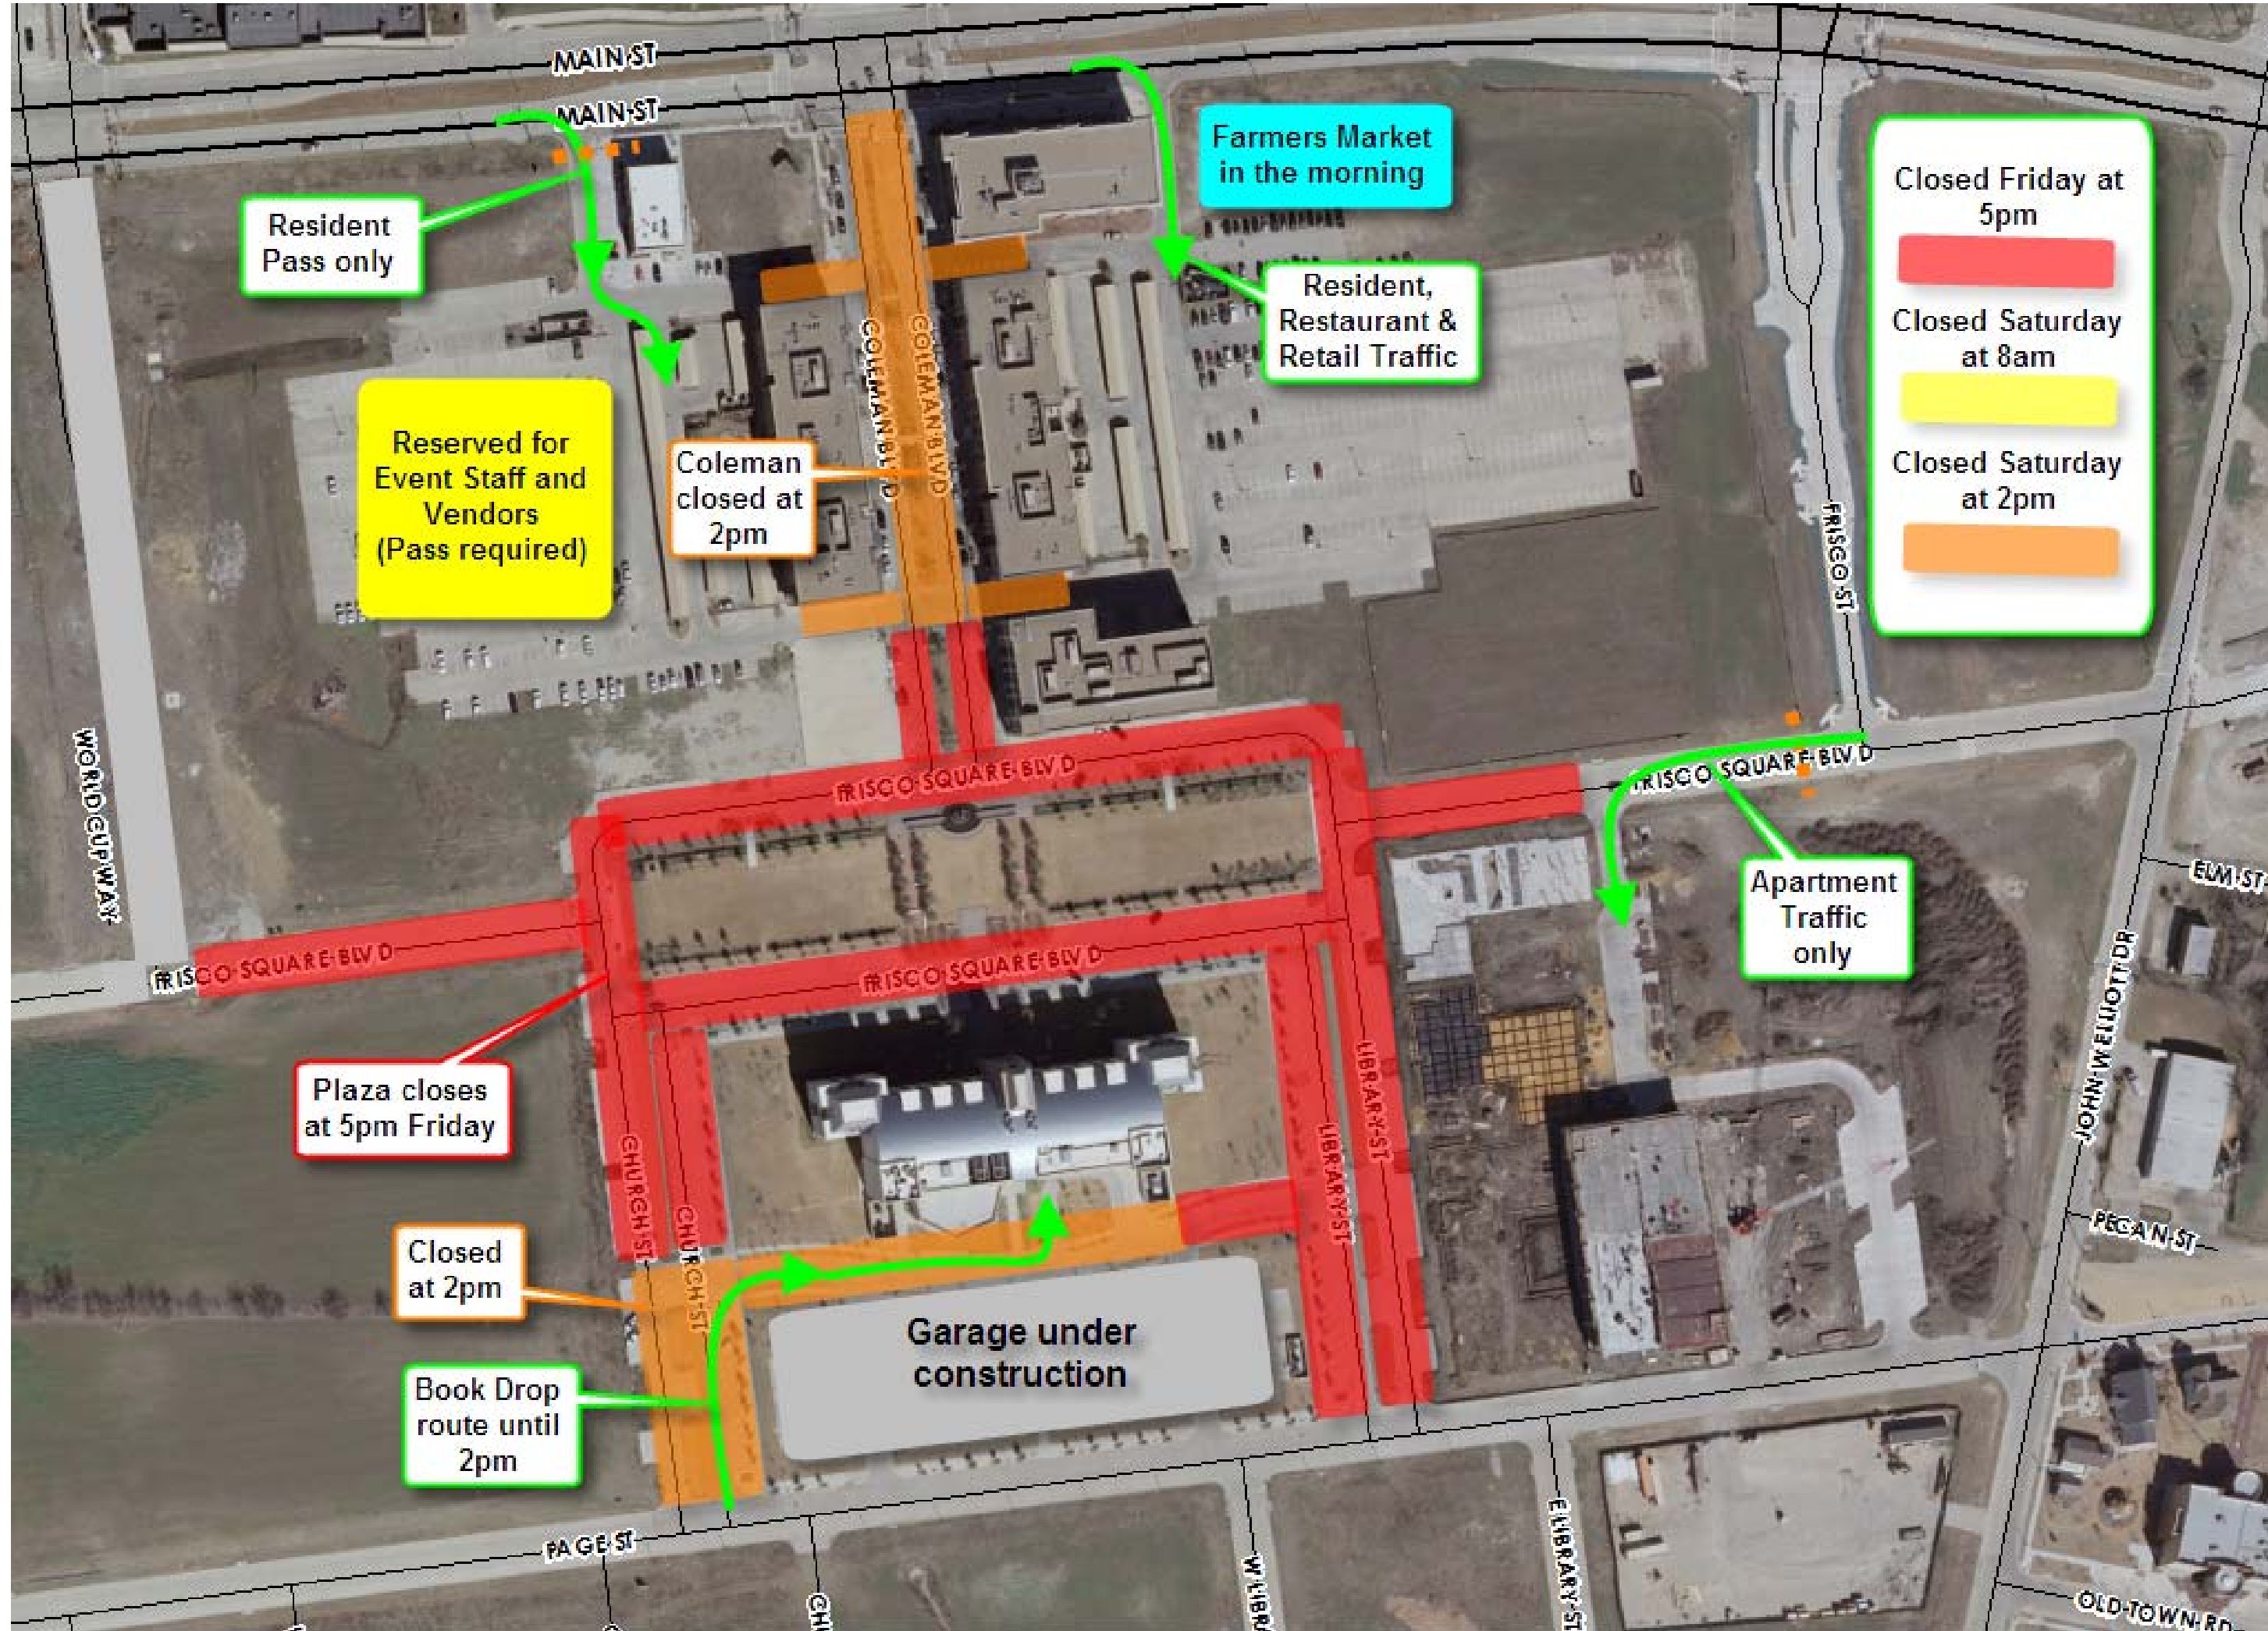 MAIN ST
MAIN ST
Farmers Market
in the morning
Resident
Pass only
Resident,
Restaurant &
Retail Traffic
Closed Friday at
5pm
Closed Saturday
at 8am
Closed Saturday
at 2pm
COLEMAN BLVD
COLEMAN BLVD
Reserved for
Event Staff and
Vendors
(Pass required)
Coleman
closed at
2pm
FRISCO ST
WORLD CUP WAY
FRISCO SQUARE BLVD
FRISCO SQUARE BLVD
FRISCO SQUARE BLVD
FRISCO SQUARE BLVD
Apartment
Traffic
only
ELM ST
JOHN W ELLIOTT DR
Plaza closes
at 5pm Friday
CHURCH ST
CHURCH ST
LIBRARY ST
LIBRARY ST
PECAN ST
Closed
at 2pm
Garage under
construction
Book Drop
route until
2pm
PAGE ST
CH
W LIBR
E LIBRARY ST
OLD TOWN RD